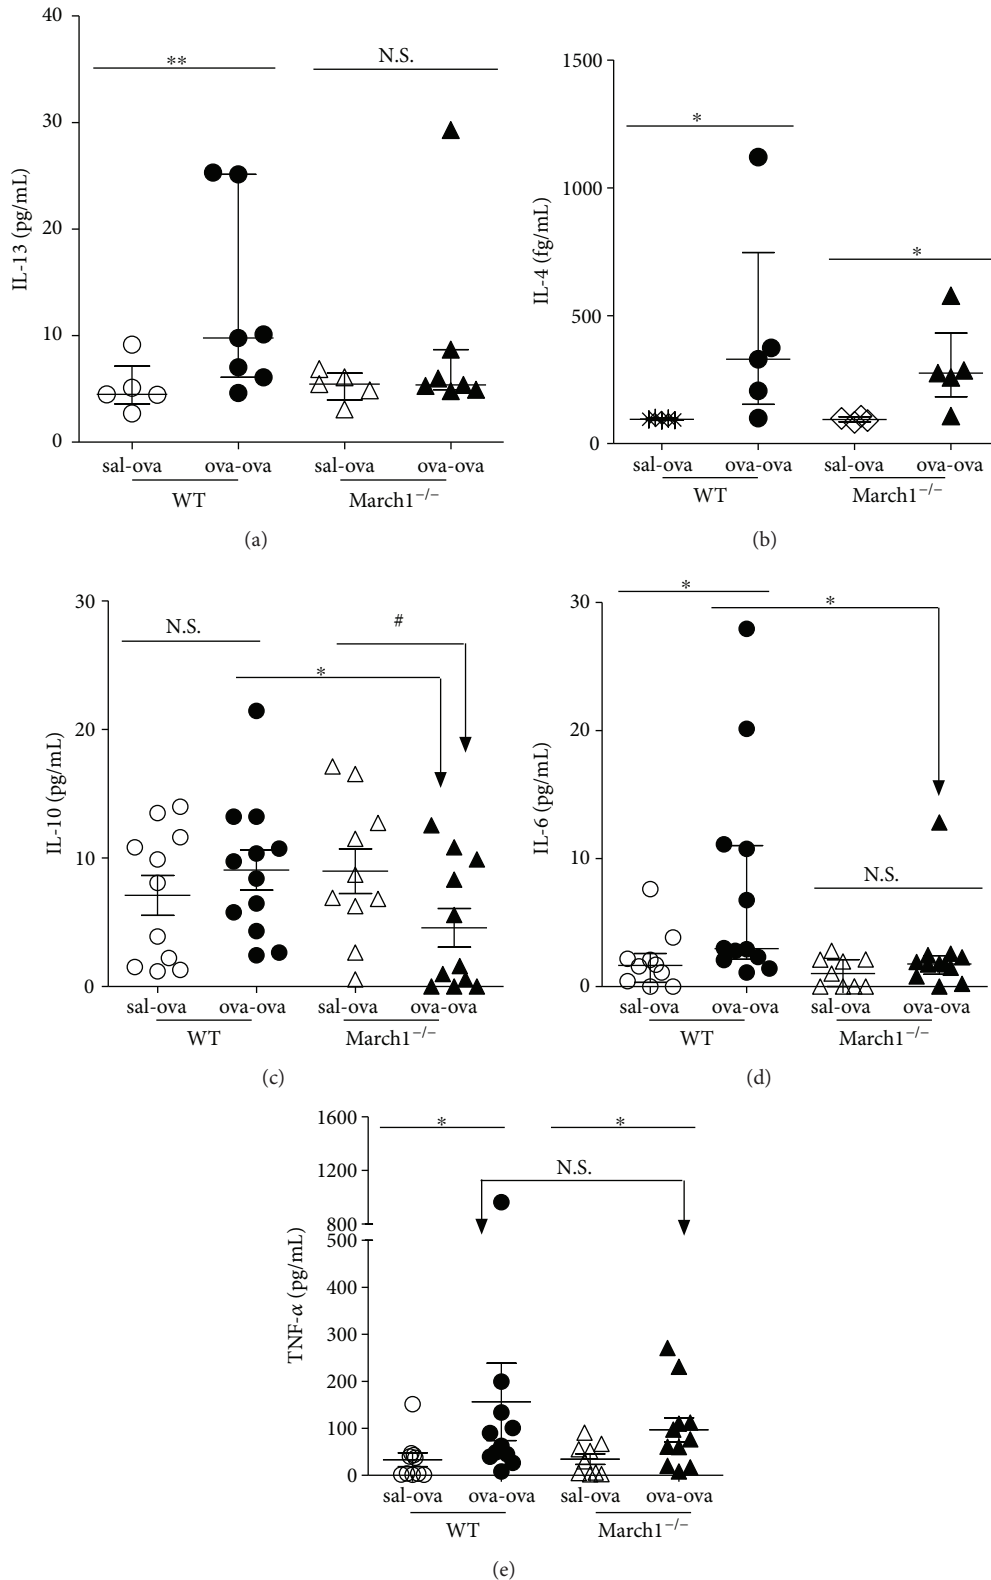 40
30
20
10
0
IL-13 (pg/mL)
**
N.S.
sal-ova ova-ova sal-ova ova-ova
WT March1−/−
(a)
1500
1000
500
0
IL-4 (fg/mL)
*
*
sal-ova ova-ova sal-ova ova-ova
WT March1−/−
(b)
30
20
10
0
IL-10 (pg/mL)
N.S.
*
#
sal-ova ova-ova sal-ova ova-ova
WT March1−/−
(c)
30
20
10
0
IL-6 (pg/mL)
*
*
N.S.
sal-ova ova-ova sal-ova ova-ova
WT March1−/−
(d)
1600
1200
800
500
400
300
200
100
0
TNF-α (pg/mL)
*
*
N.S.
sal-ova ova-ova sal-ova ova-ova
WT March1−/−
(e)